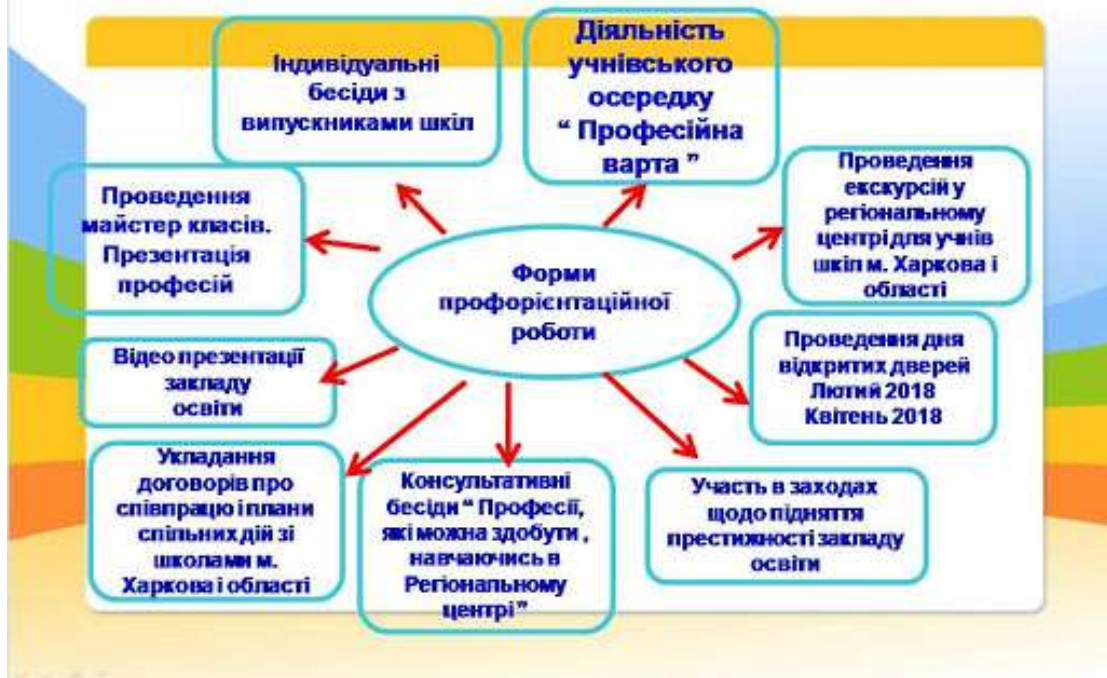 Індивідуальні
бесіди з
випускниками шкіл
Діяльність
учнівського
осередку
“ Професійна
варта ”
Проведення
майстер класів.
Презентація
професій
Проведення
екскурсій у
регіональному
центрі для учнів
шкіл м. Харкова і
області
Форми
профорієнтаційної
роботи
Відео презентації
закладу
освіти
Проведення дня
відкритих дверей
Лютий 2018
Квітень 2018
Укладання
договорів про
співпрацю і плани
спільних дій зі
школами м.
Харкова і області
Консультативні
бесіди “ Професії,
які можна здобути ,
навчаючись в
Регіональному
центрі ”
Участь в заходах
щодо підняття
престижності закладу
освіти